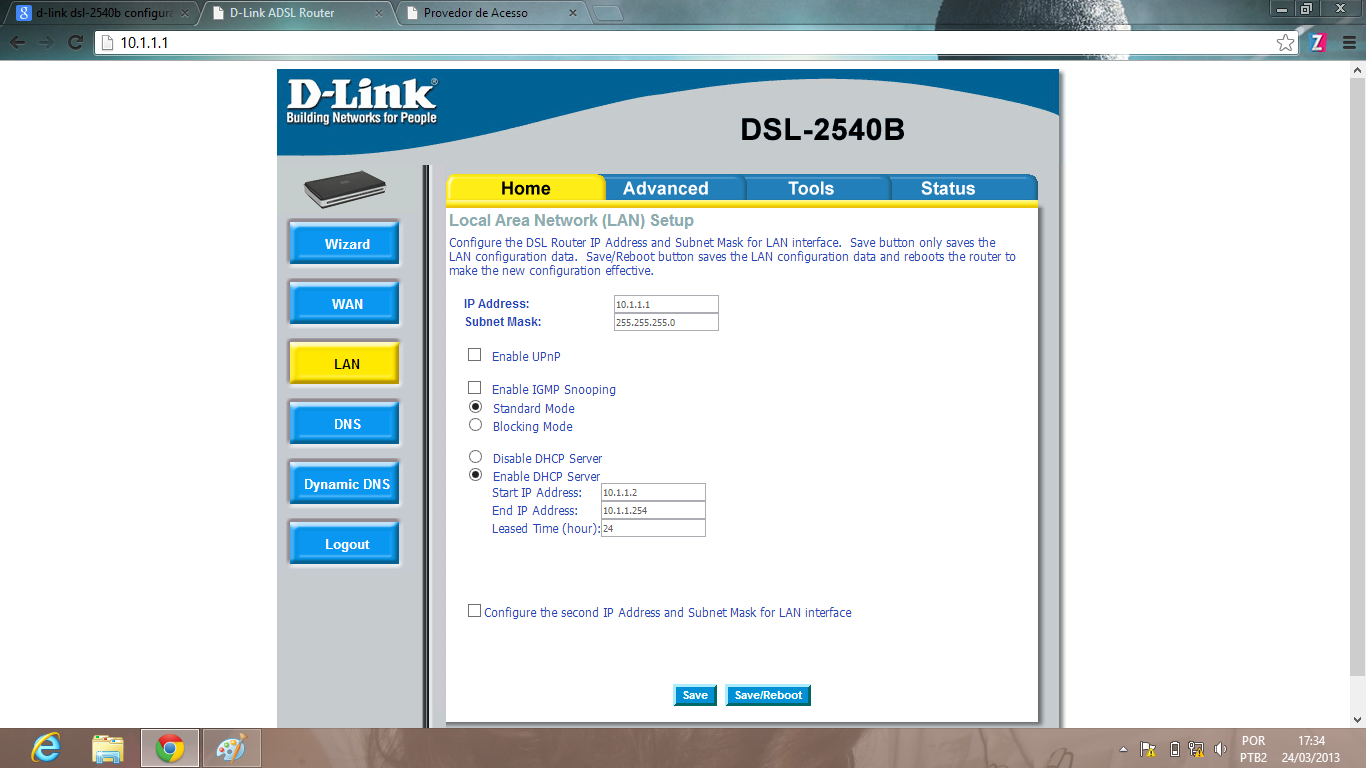 d-link dsl-2540b configura
D-Link ADSL Router
Provedor de Acesso
10.1.1.1
D-Link®
Building Networks for People
DSL-2540B
Home
Advanced
Tools
Status
Wizard
WAN
LAN
DNS
Dynamic DNS
Logout
Local Area Network (LAN) Setup
Configure the DSL Router IP Address and Subnet Mask for LAN interface. Save button only saves the
LAN configuration data. Save/Reboot button saves the LAN configuration data and reboots the router to
make the new configuration effective.
IP Address: 10.1.1.1
Subnet Mask: 255.255.255.0
Enable UPnP
Enable IGMP Snooping
Standard Mode
Blocking Mode
Disable DHCP Server
Enable DHCP Server
Start IP Address: 10.1.1.2
End IP Address: 10.1.1.254
Leased Time (hour): 24
Configure the second IP Address and Subnet Mask for LAN interface
Save
Save/Reboot
POR
PTB2
17:34
24/03/2013